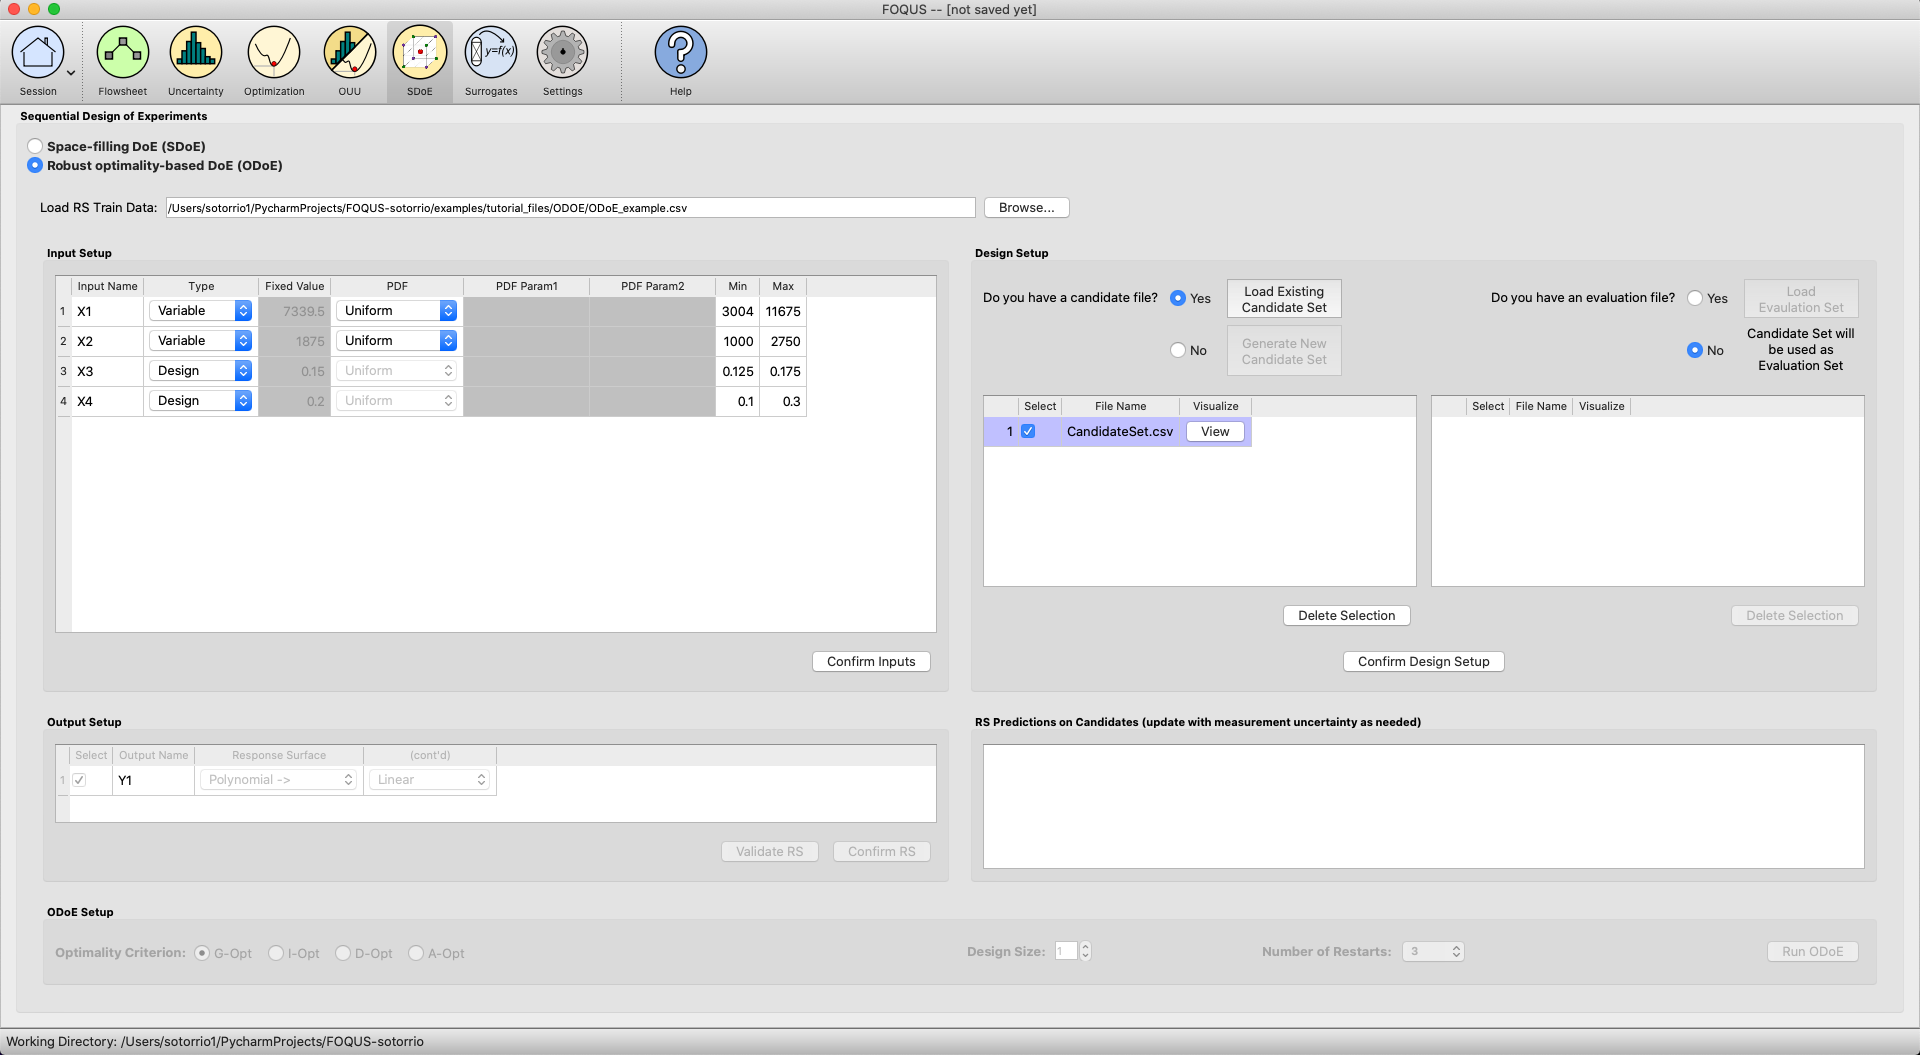 FOQUS -- [not saved yet]
y=f(x)
Session Flowsheet Uncertainty Optimization OUU SDoE Surrogates Settings Help
Sequential Design of Experiments
Space-filling DoE (SDoE)
Robust optimality-based DoE (ODoE)
Load RS Train Data: /Users/sotorrio1/PycharmProjects/FOQUS-sotorrio/examples/tutorial_files/ODOE/ODoE_example.csv Browse...
Input Setup
Input Name Type Fixed Value PDF PDF Param1 PDF Param2 Min Max
1 X1 Variable 7339.5 Uniform 3004 11675
2 X2 Variable 1875 Uniform 1000 2750
3 X3 Design 0.15 Uniform 0.125 0.175
4 X4 Design 0.2 Uniform 0.1 0.3
Confirm Inputs
Design Setup
Do you have a candidate file? Yes
No
Load Existing
Candidate Set
Generate New
Candidate Set
Do you have an evaluation file? Yes
No
Load
Evaulation Set
Candidate Set will
be used as
Evaluation Set
Select File Name Visualize
1 CandidateSet.csv View
Select File Name Visualize
Delete Selection
Delete Selection
Confirm Design Setup
Output Setup
Select Output Name Response Surface (cont'd)
1 Y1 Polynomial -> Linear
Validate RS Confirm RS
RS Predictions on Candidates (update with measurement uncertainty as needed)
ODoE Setup
Optimality Criterion: G-Opt I-Opt D-Opt A-Opt Design Size: 1 Number of Restarts: 3 Run ODoE
Working Directory: /Users/sotorrio1/PycharmProjects/FOQUS-sotorrio